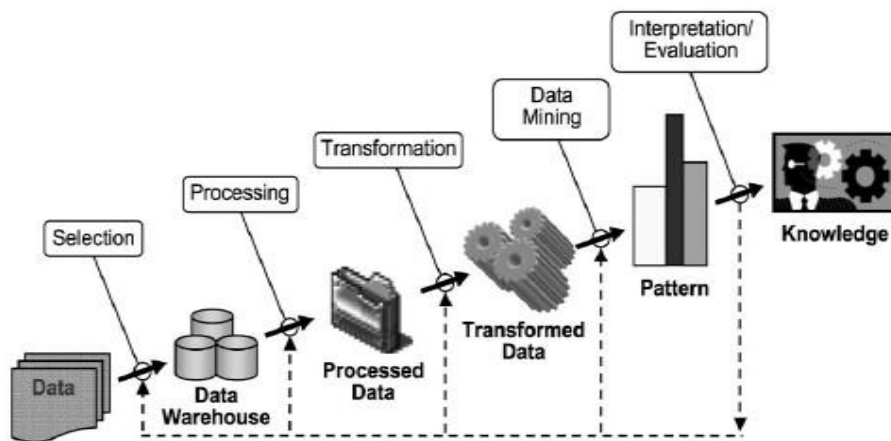 Interpretation/
Evaluation
Data
Mining
Transformation
Processing
Selection
Knowledge
Pattern
Transformed
Data
Processed
Data
Data
Warehouse
Data